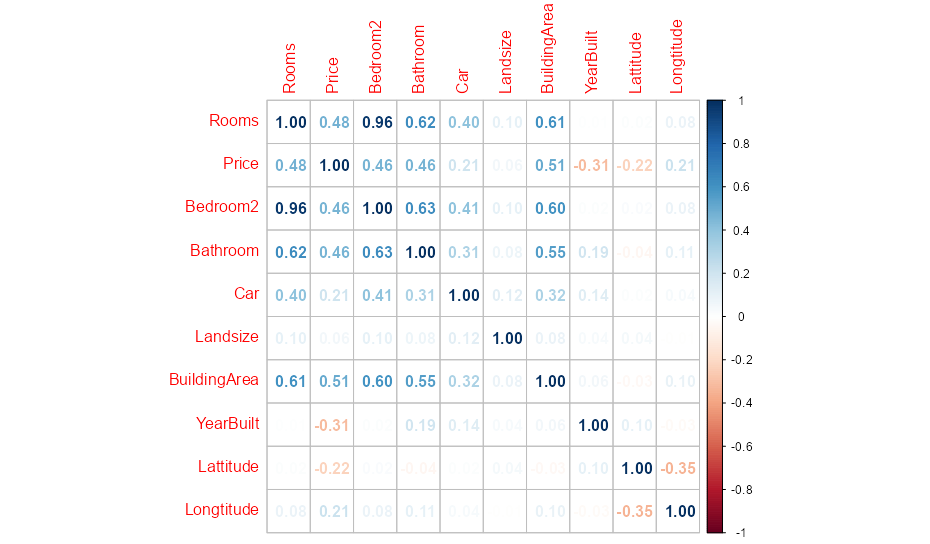 Rooms Price Bedroom2 Bathroom Car Landsize BuildingArea YearBuilt Lattitude Longtitude
Rooms 1.00 0.48 0.96 0.62 0.40 0.10 0.61 0.08
Price 0.48 1.00 0.46 0.46 0.21 0.06 0.51 -0.31 -0.22 0.21
Bedroom2 0.96 0.46 1.00 0.63 0.41 0.10 0.60 0.08
Bathroom 0.62 0.46 0.63 1.00 0.31 0.08 0.55 0.19 -0.04 0.11
Car 0.40 0.21 0.41 0.31 1.00 0.12 0.32 0.14 0.04
Landsize 0.10 0.06 0.10 0.08 0.12 1.00 0.08 0.04 0.04
BuildingArea 0.61 0.51 0.60 0.55 0.32 0.08 1.00 0.06 -0.03 0.10
YearBuilt -0.31 0.19 0.14 0.04 0.06 1.00 0.10
Lattitude -0.22 -0.04 0.04 -0.03 0.10 1.00 -0.35
Longtitude 0.08 0.21 0.08 0.11 0.04 0.10 -0.35 1.00
1
0.8
0.6
0.4
0.2
0
-0.2
-0.4
-0.6
-0.8
-1